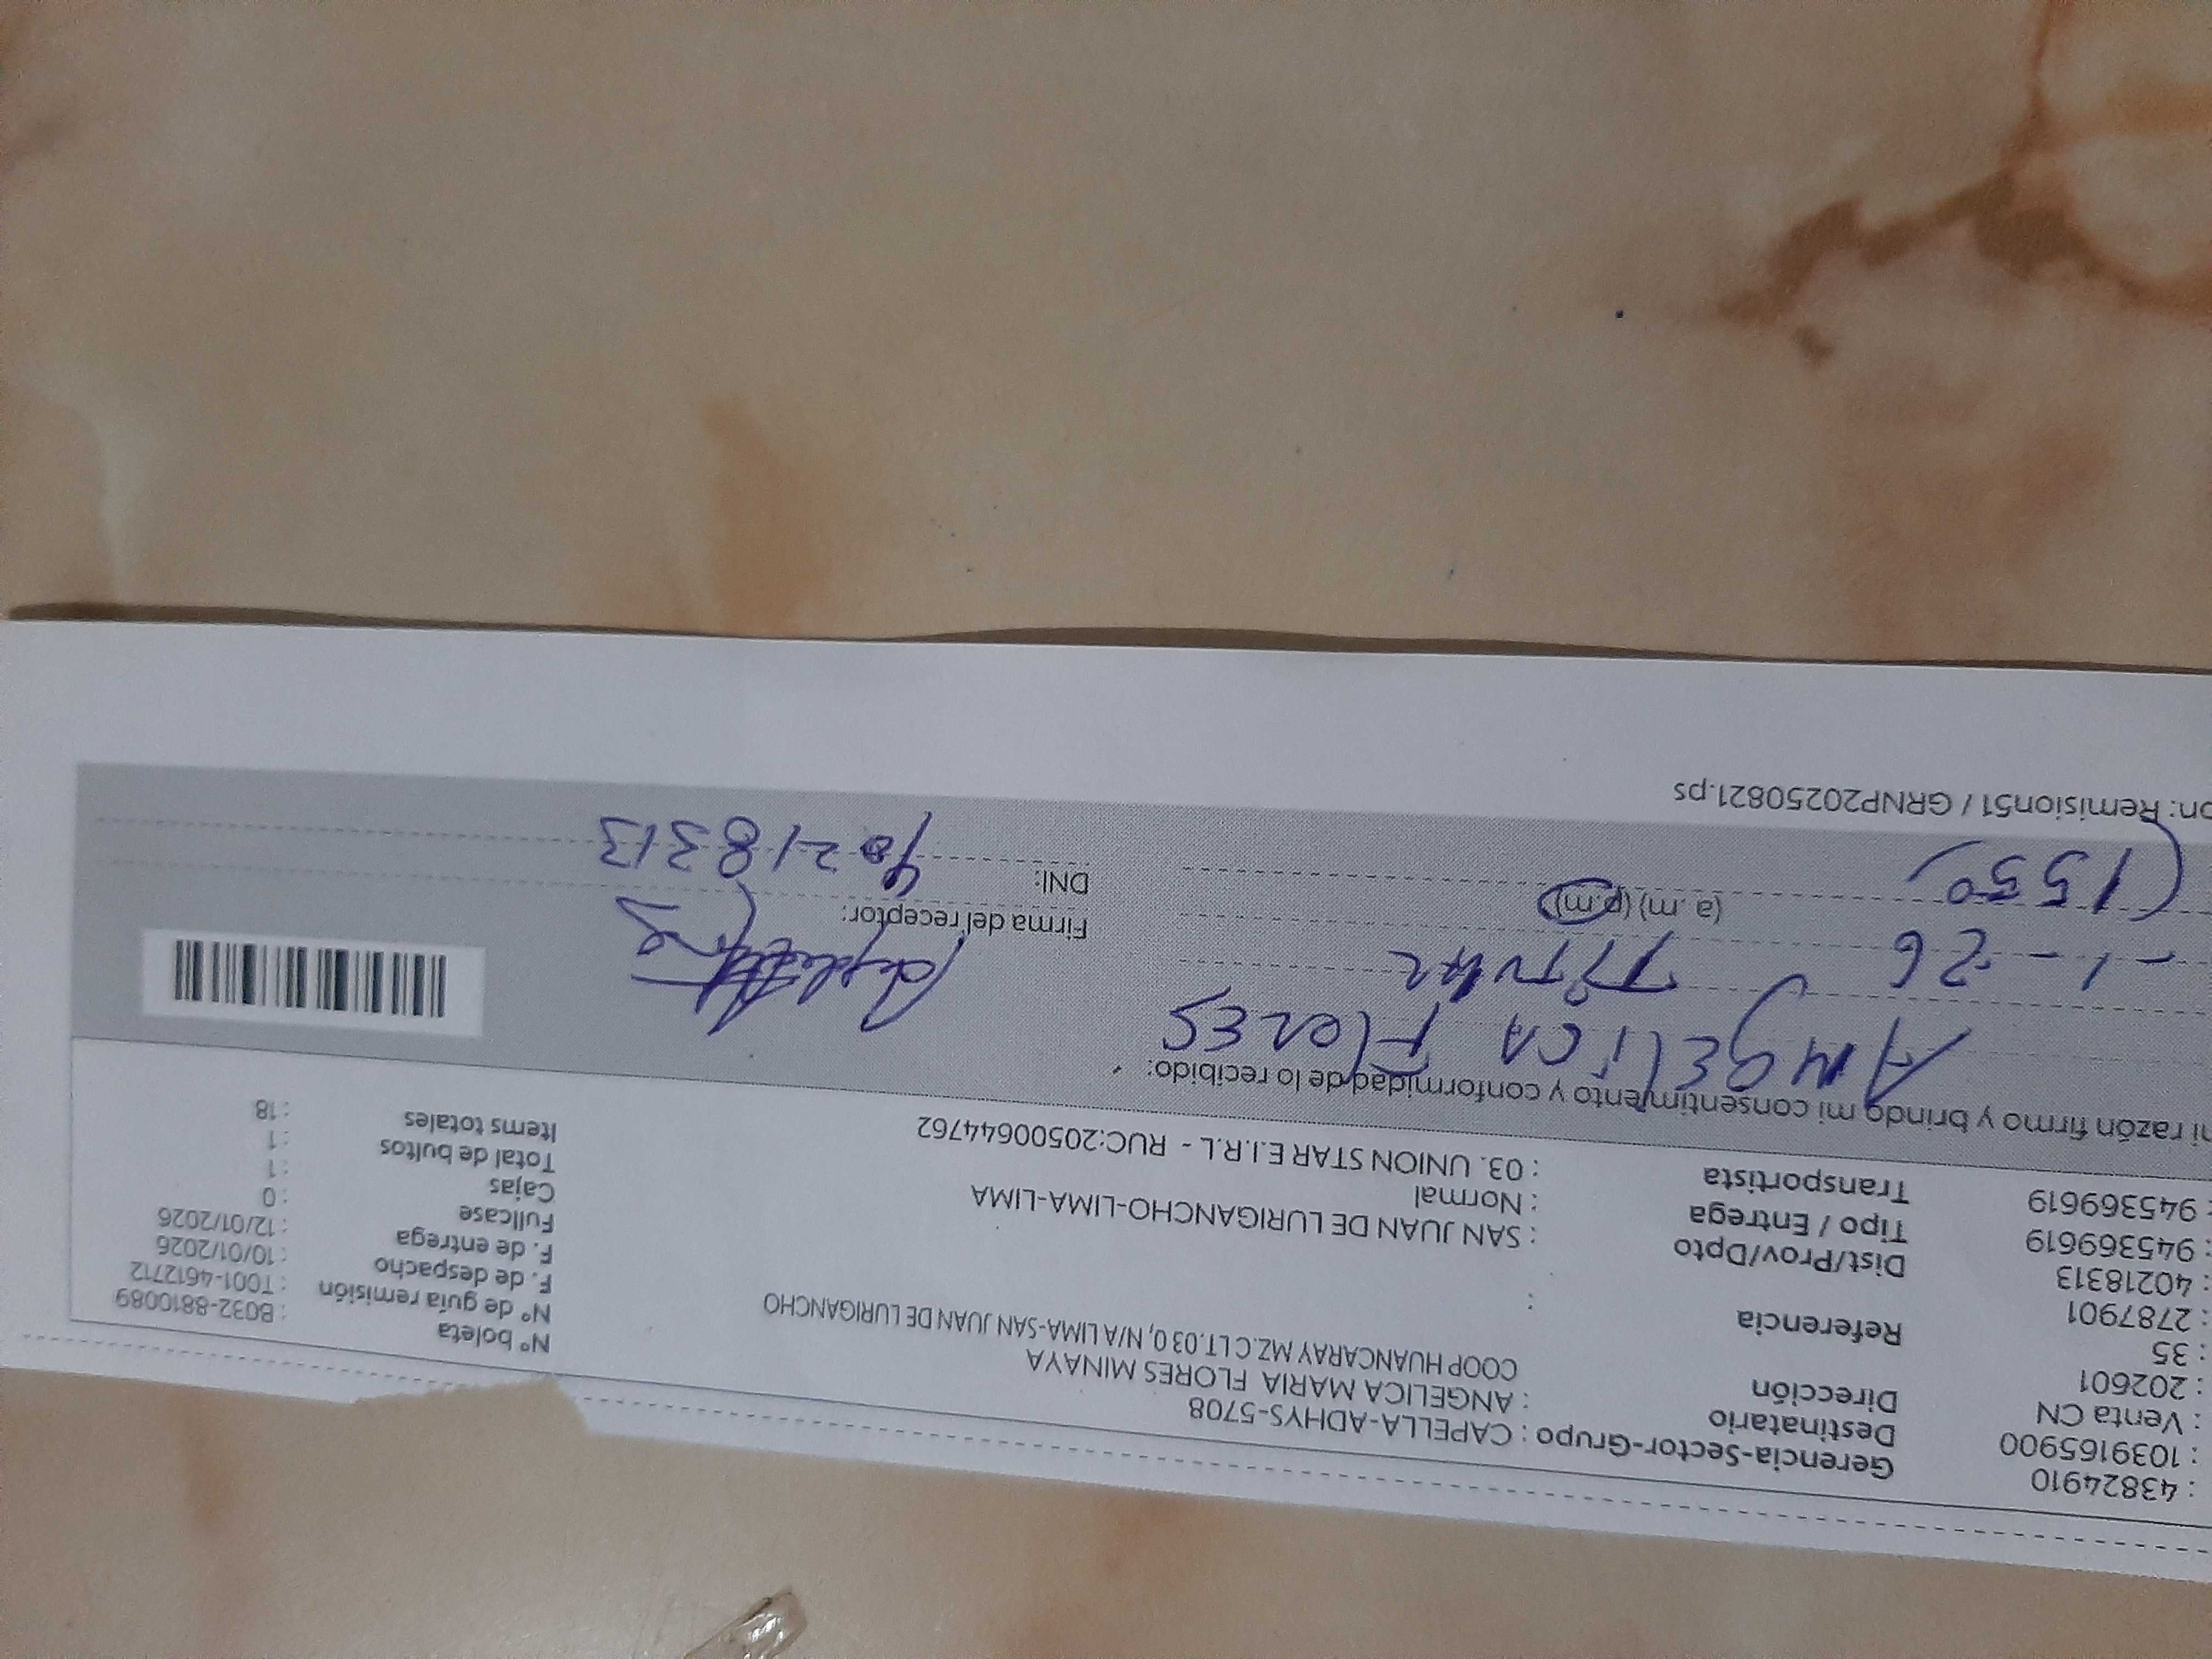 : 43824910
: 1039165900
: Venta CN
: 202601
: 35
: 2787901
: 40218313
: 945369619
: 945369619
Gerencia-Sector-Grupo : CAPELLA-ADHYS-5708
Destinatario : ANGELICA MARIA FLORES MINAYA
Dirección COOP HUANCARAY MZ.C LT.03 0, N/A LIMA-SAN JUAN DE LURIGANCHO
Referencia :
Dist/Prov/Dpto : SAN JUAN DE LURIGANCHO-LIMA-LIMA
Tipo / Entrega : Normal
Transportista : 03. UNION STAR E.I.R.L - RUC:20500644762
Nº boleta : B032-8810089
Nº de guía remisión : T001-4612712
F. de despacho : 10/01/2026
F. de entrega : 12/01/2026
Fullcase : 0
Cajas : 1
Total de bultos : 1
Items totales : 18
razón firmo y brindo mi consentimiento y conformidad de lo recibido:
ANGELICA FLORES
- 1 - 26 TITULAR
(1550) (a.m) (p.m)
Firma del receptor:
DNI: 40218313
on: Remision51 / GRNP20250821.ps